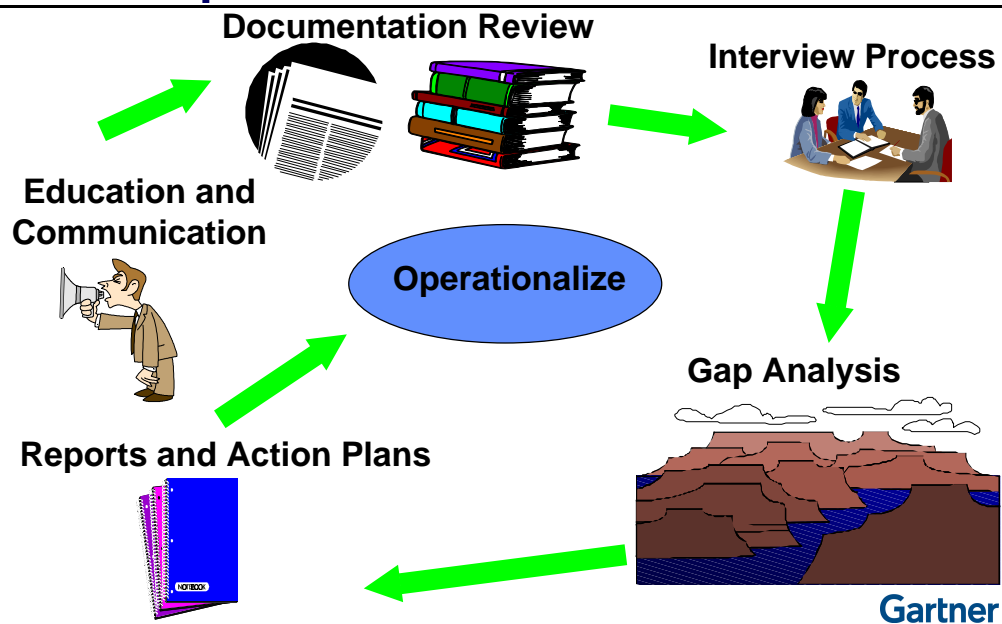 Documentation Review
Interview Process
Education and
Communication
Operationalize
Gap Analysis
Reports and Action Plans
NOTEBOOK
Gartner